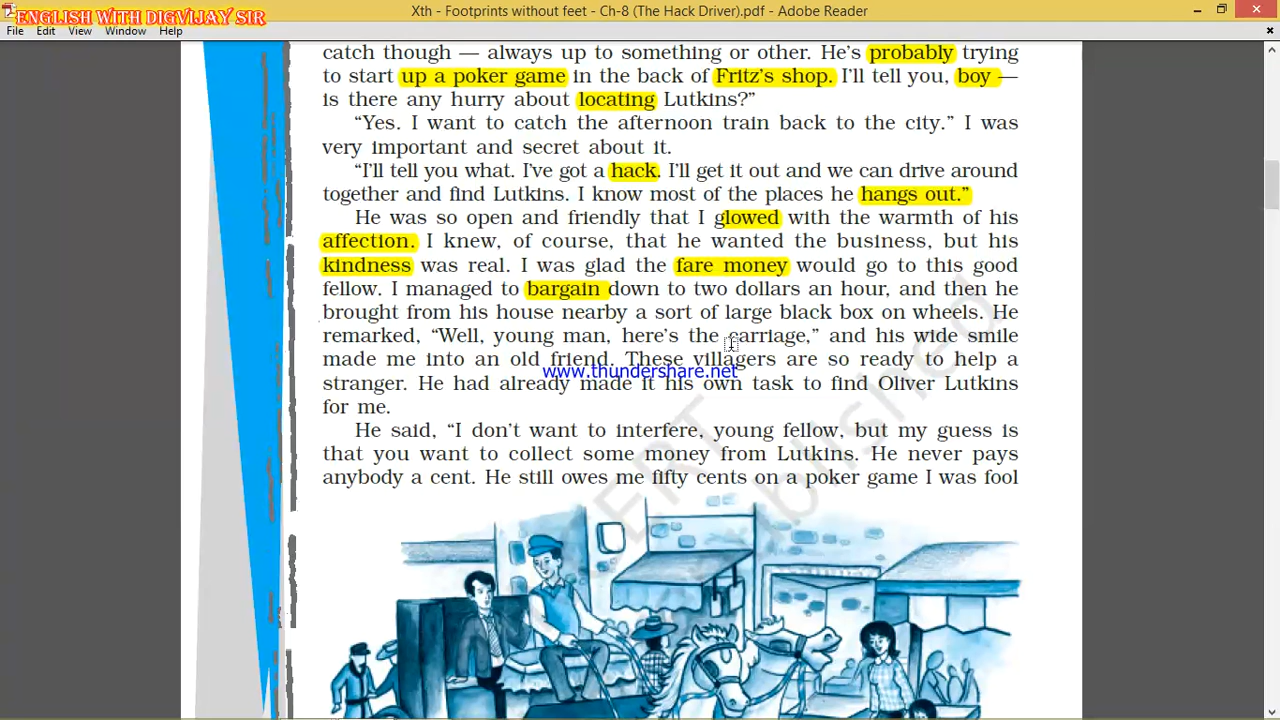 ENGLISH WITH DIGVIJAY SIR
Xth - Footprints without feet - Ch-8 (The Hack Driver).pdf - Adobe Reader
File Edit View Window Help
catch though — always up to something or other. He’s probably trying
to start up a poker game in the back of Fritz’s shop. I’ll tell you, boy —
is there any hurry about locating Lutkins?”
“Yes. I want to catch the afternoon train back to the city.” I was
very important and secret about it.
“I’ll tell you what. I’ve got a hack. I’ll get it out and we can drive around
together and find Lutkins. I know most of the places he hangs out.”
He was so open and friendly that I glowed with the warmth of his
affection. I knew, of course, that he wanted the business, but his
kindness was real. I was glad the fare money would go to this good
fellow. I managed to bargain down to two dollars an hour, and then he
brought from his house nearby a sort of large black box on wheels. He
remarked, “Well, young man, here’s the carriage,” and his wide smile
made me into an old friend. These villagers are so ready to help a
www.thundershare.net
stranger. He had already made it his own task to find Oliver Lutkins
for me.
He said, “I don’t want to interfere, young fellow, but my guess is
that you want to collect some money from Lutkins. He never pays
anybody a cent. He still owes me fifty cents on a poker game I was fool